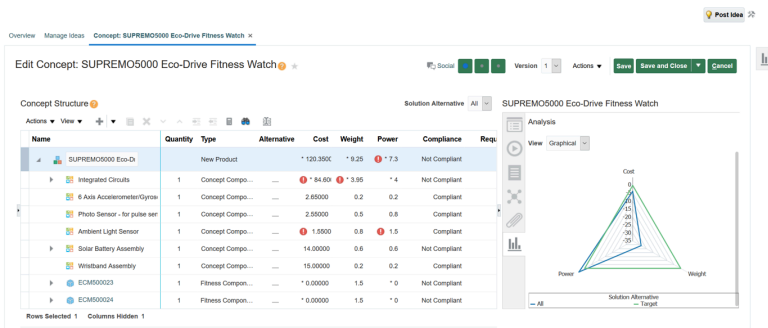 Post Idea
Overview Manage Ideas Concept: SUPREMO5000 Eco-Drive Fitness Watch ×
Edit Concept: SUPREMO5000 Eco-Drive Fitness Watch
Social Version 1 Actions Save Save and Close Cancel
Concept Structure Solution Alternative All
Actions View
Name Quantity Type Alternative Cost Weight Power Compliance Requ
SUPREMO5000 Eco-Dr New Product * 120.3500 * 9.25 * 7.3 Not Compliant
Integrated Circuits 1 Concept Compo... ... * 84.600 * 3.95 * 4 Not Compliant
6 Axis Accelerometer/Gyros 1 Concept Compo... ... 2.65000 0.2 0.2 Compliant
Photo Sensor - for pulse ser 1 Concept Compo... ... 2.55000 0.5 0.8 Compliant
Ambient Light Sensor 1 Concept Compo... ... 1.5500 0.8 1.5 Compliant
Solar Battery Assembly 1 Concept Compo... ... 14.00000 0.6 0.6 Not Compliant
Wristband Assembly 1 Concept Compo... ... 15.00000 0.2 0.2 Compliant
ECM500023 1 Fitness Compon... * 0.00000 1.5 * 0 Not Compliant
ECM500024 1 Fitness Compon... * 0.00000 1.5 * 0 Not Compliant
Rows Selected 1 Columns Hidden 1
SUPREMO5000 Eco-Drive Fitness Watch
Analysis
View Graphical
Cost
0
-5
-10
-15
-20
-25
-30
-35
Power Weight
Solution Alternative
All Target